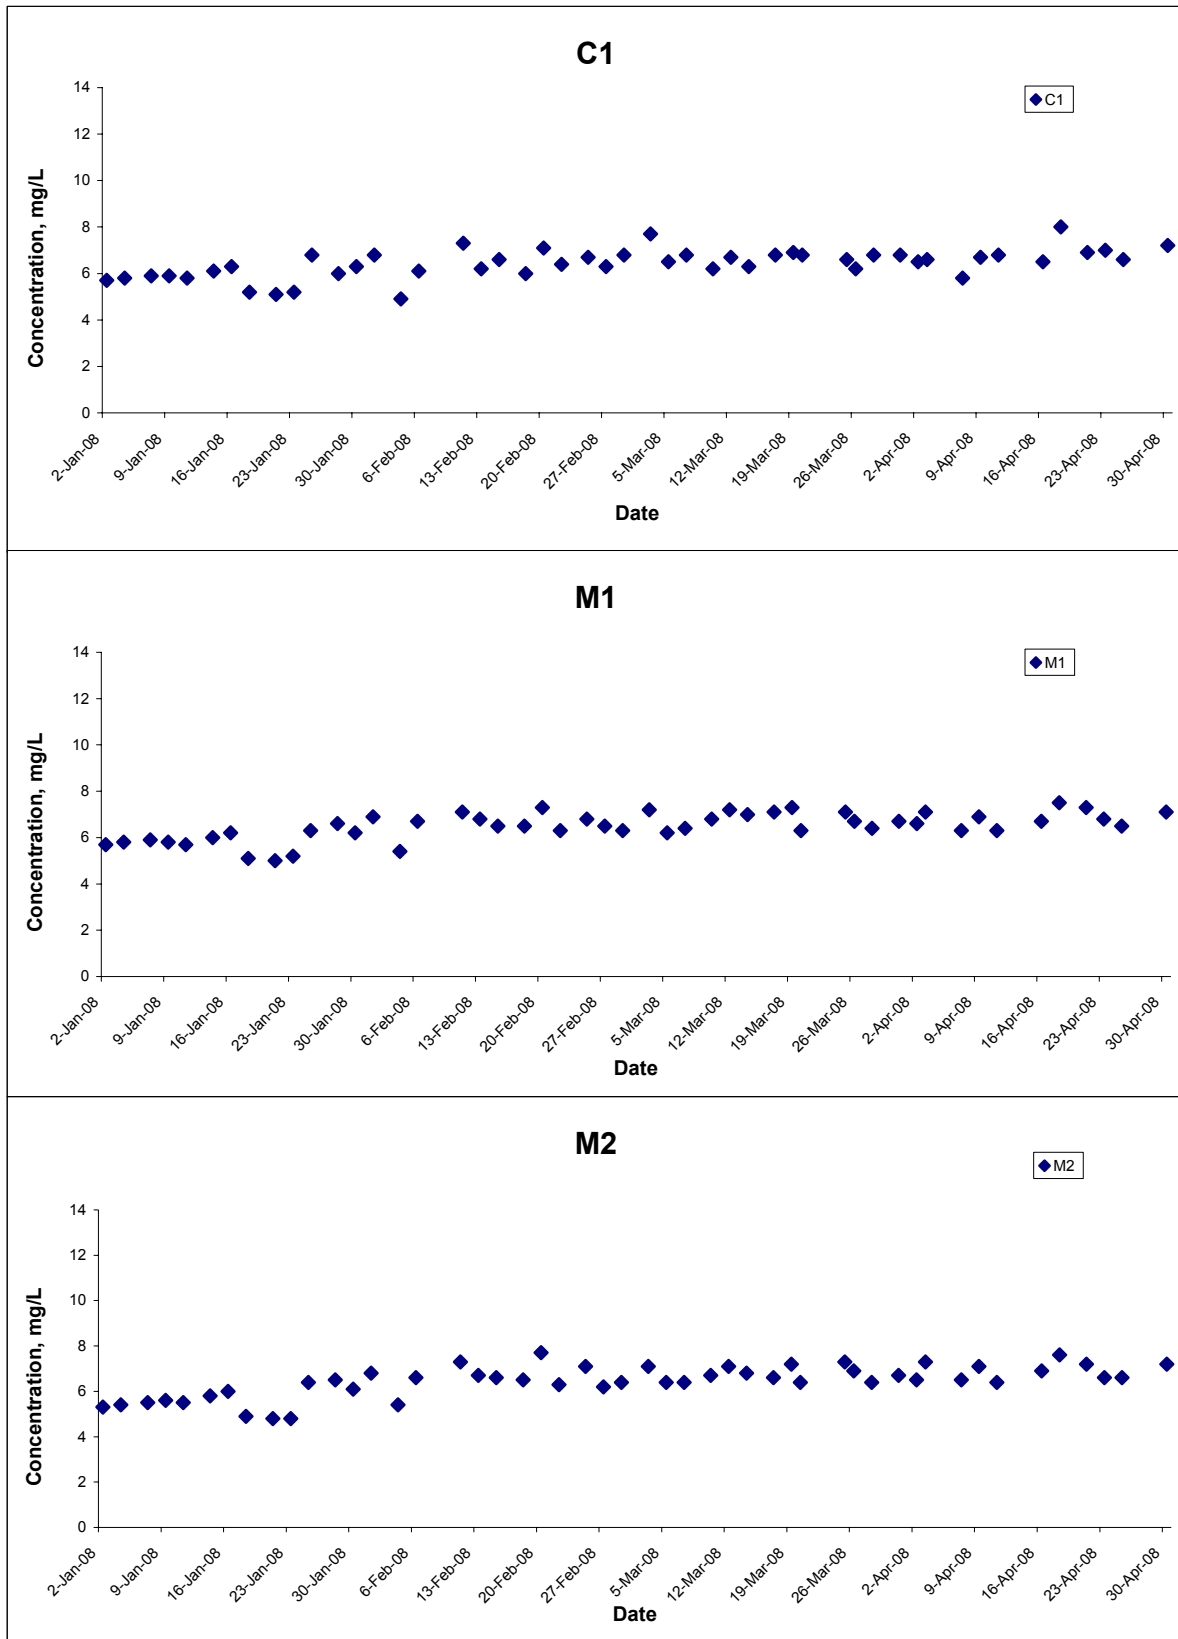 C1
C1
14
12
10
8
6
4
2
0
Concentration, mg/L
2-Jan-08
9-Jan-08
16-Jan-08
23-Jan-08
30-Jan-08
6-Feb-08
13-Feb-08
20-Feb-08
27-Feb-08
5-Mar-08
12-Mar-08
19-Mar-08
26-Mar-08
2-Apr-08
9-Apr-08
16-Apr-08
23-Apr-08
30-Apr-08
Date
M1
M1
14
12
10
8
6
4
2
0
Concentration, mg/L
2-Jan-08
9-Jan-08
16-Jan-08
23-Jan-08
30-Jan-08
6-Feb-08
13-Feb-08
20-Feb-08
27-Feb-08
5-Mar-08
12-Mar-08
19-Mar-08
26-Mar-08
2-Apr-08
9-Apr-08
16-Apr-08
23-Apr-08
30-Apr-08
Date
M2
M2
14
12
10
8
6
4
2
0
Concentration, mg/L
2-Jan-08
9-Jan-08
16-Jan-08
23-Jan-08
30-Jan-08
6-Feb-08
13-Feb-08
20-Feb-08
27-Feb-08
5-Mar-08
12-Mar-08
19-Mar-08
26-Mar-08
2-Apr-08
9-Apr-08
16-Apr-08
23-Apr-08
30-Apr-08
Date